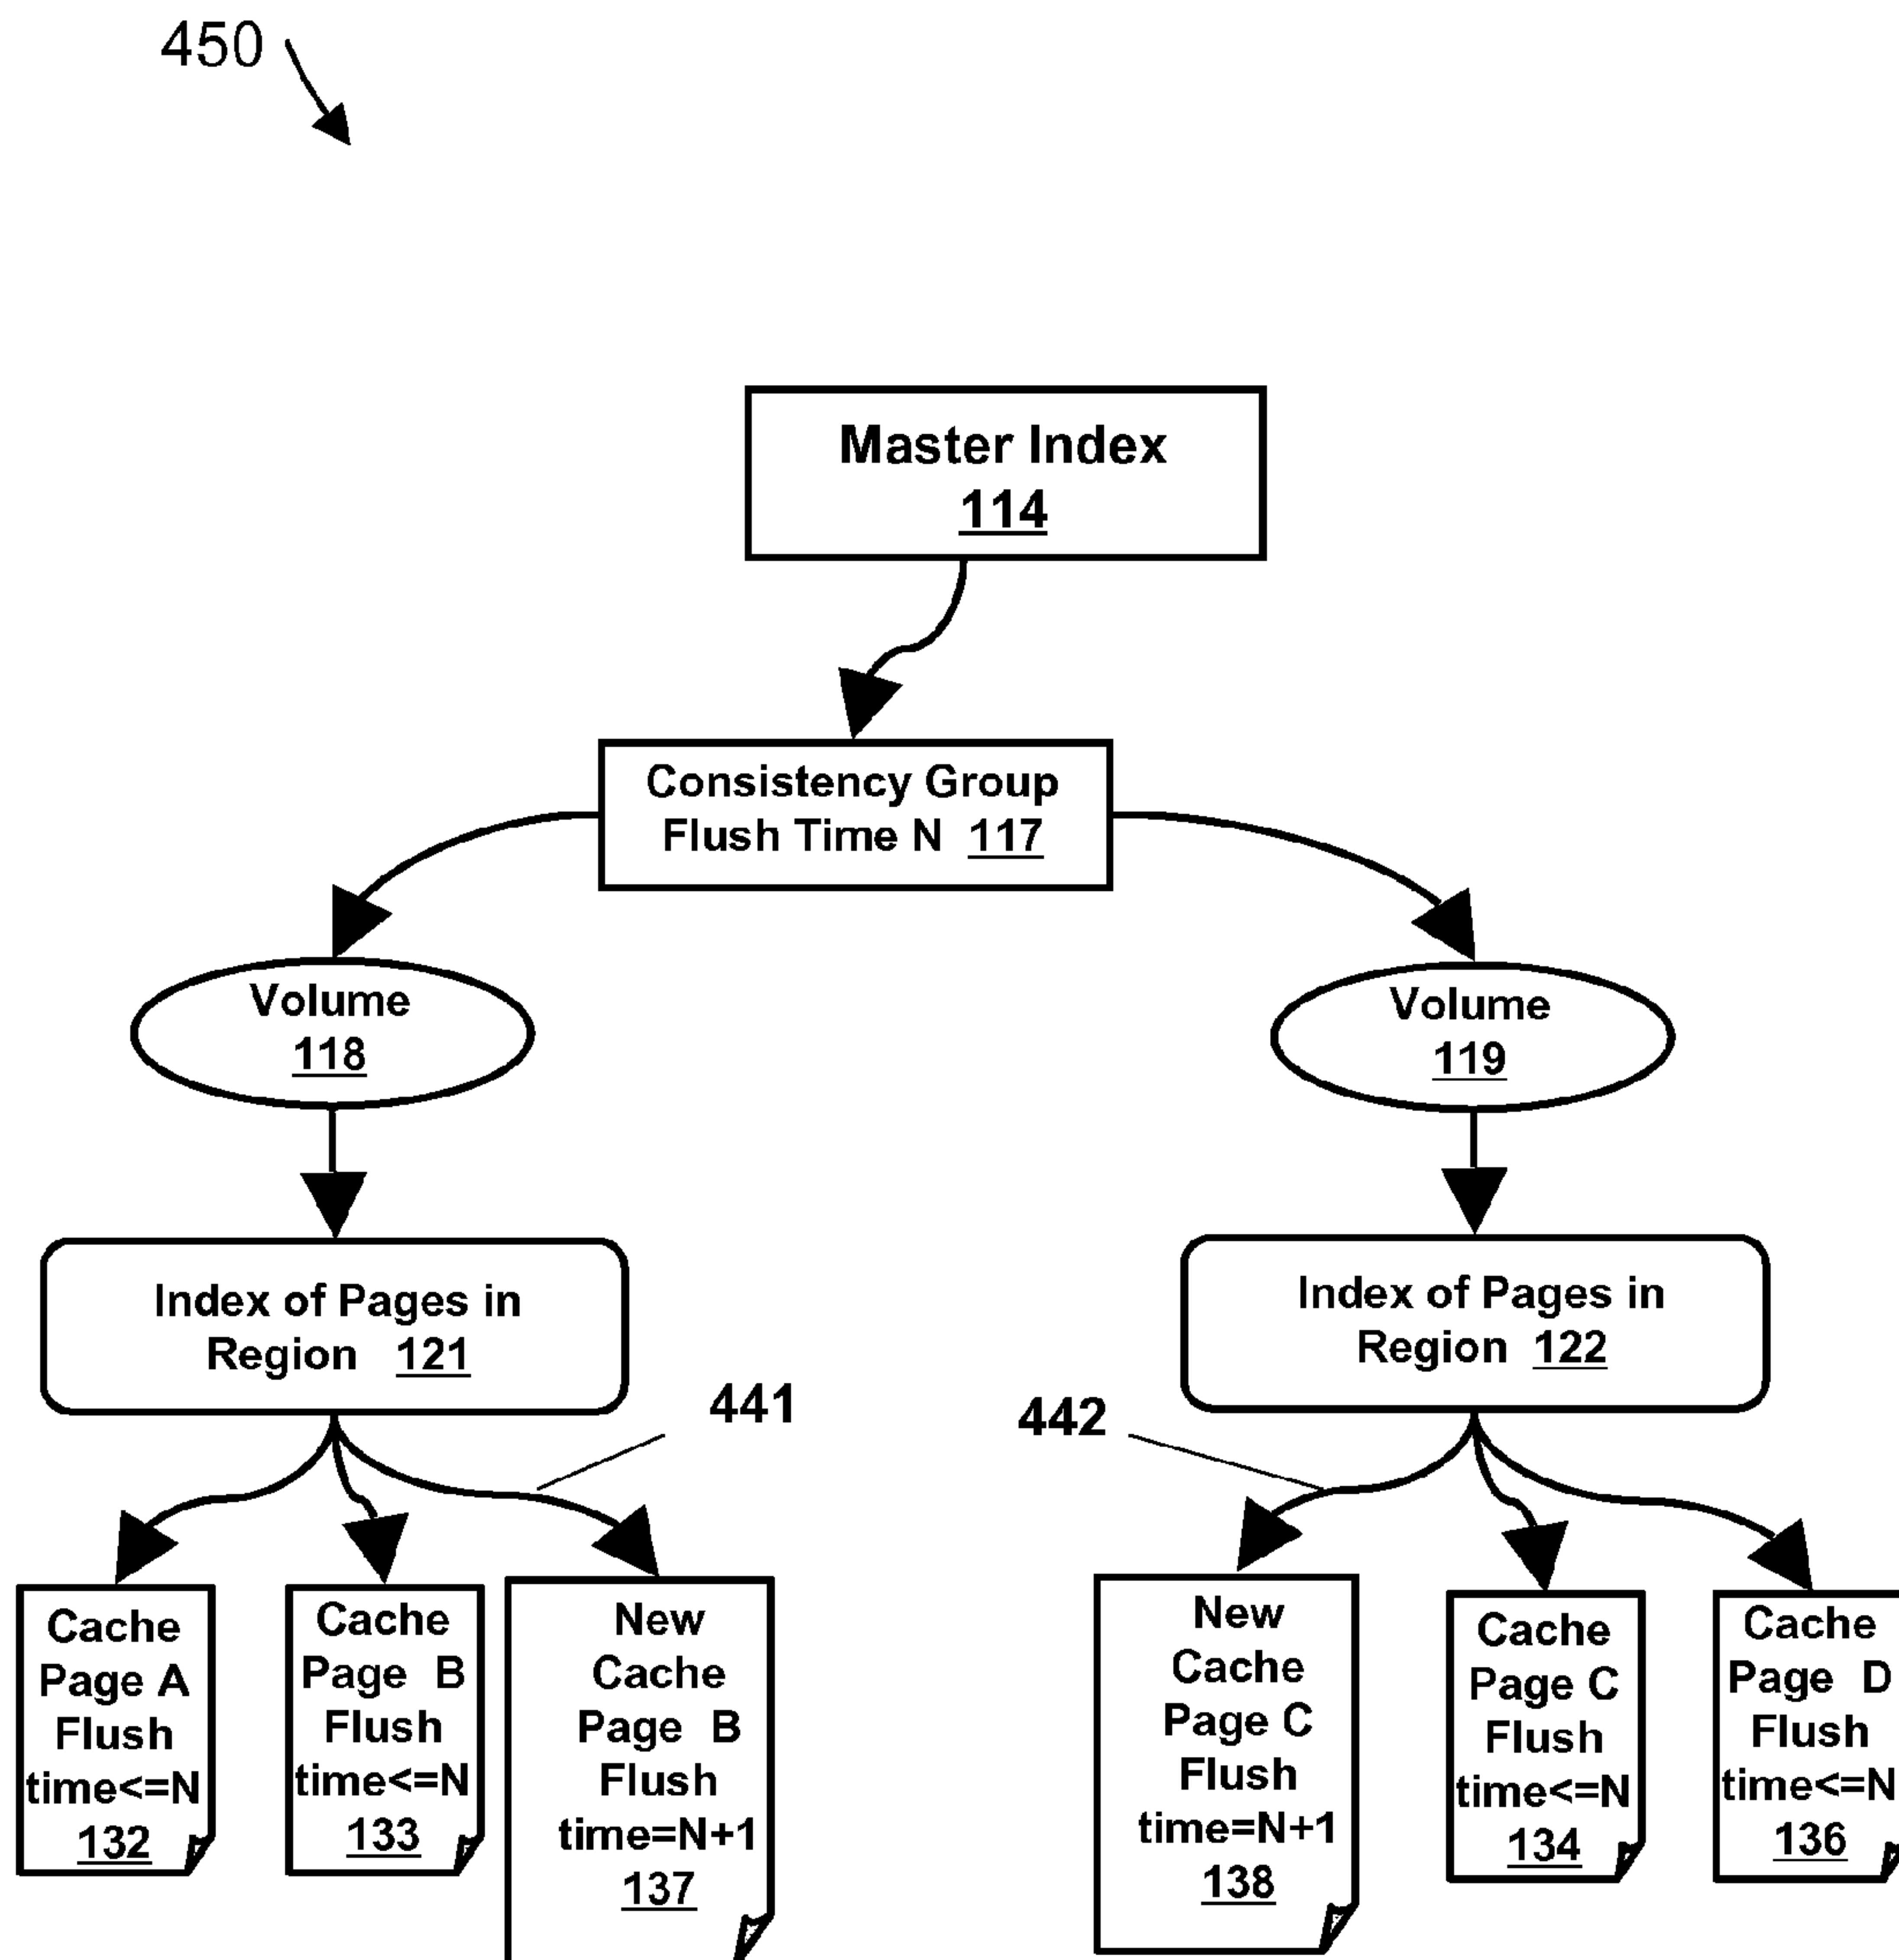 450
Master Index
114
Consistency Group
Flush Time N 117
Volume
118
Volume
119
Index of Pages in
Region 121
Index of Pages in
Region 122
441
442
Cache
Page A
Flush
time<=N
132
Cache
Page B
Flush
time<=N
133
New
Cache
Page B
Flush
time=N+1
137
New
Cache
Page C
Flush
time=N+1
138
Cache
Page C
Flush
time<=N
134
Cache
Page D
Flush
time<=N
136